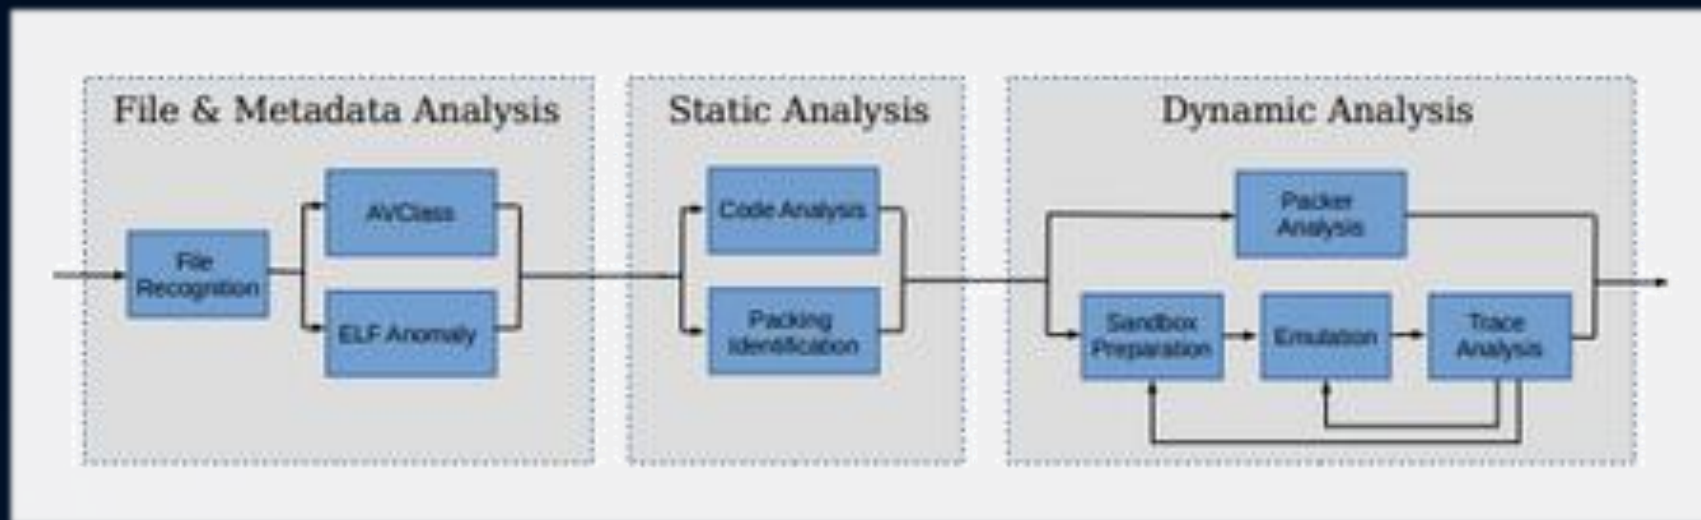 File & Metadata Analysis
File
Recognition
AVClass
ELF Anomaly
Static Analysis
Code Analysis
Packing
Identification
Dynamic Analysis
Packer
Analysis
Sandbox
Preparation
Emulation
Trace
Analysis